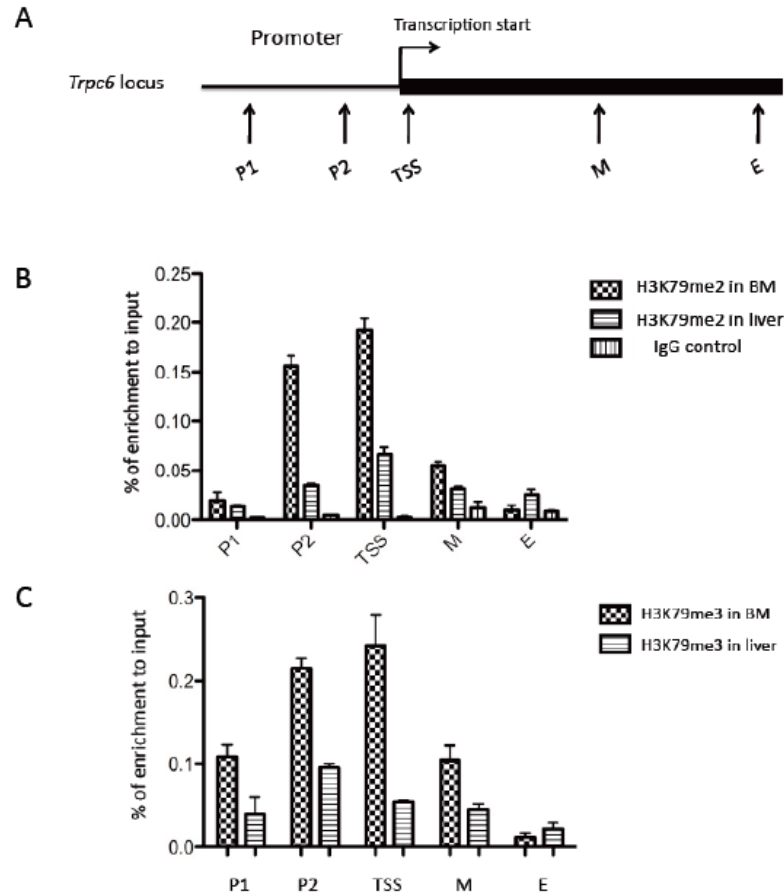 A
Promoter
Transcription start
Trpc6 locus
P1
P2
TSS
M
E
B
% of enrichment to input
0.25
0.20
0.15
0.10
0.05
0.00
P1
P2
TSS
M
E
H3K79me2 in BM
H3K79me2 in liver
IgG control
C
% of enrichment to input
0.3
0.2
0.1
0.0
P1
P2
TSS
M
E
H3K79me3 in BM
H3K79me3 in liver